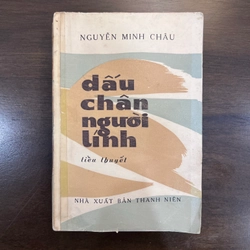 NGUYỄN MINH CHÂU
dấu
chân
người
lính
tiểu thuyết
NHÀ XUẤT BẢN THANH NIÊN